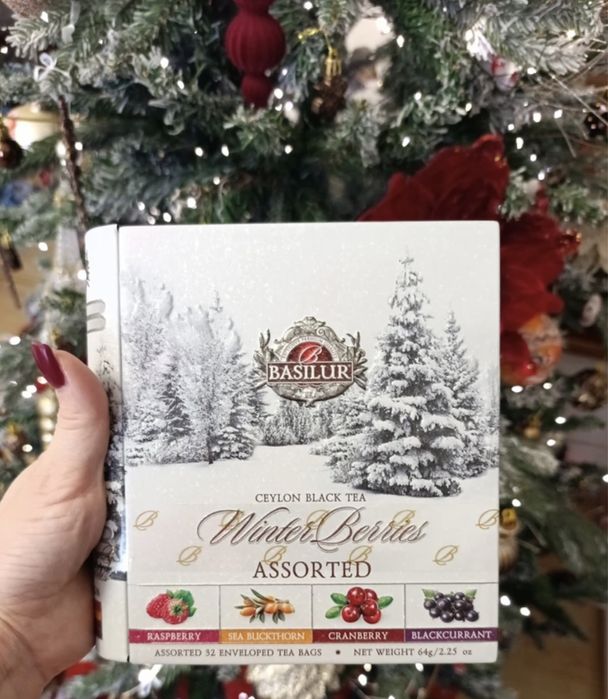 BASILUR
CEYLON BLACK TEA
Winter Berries
ASSORTED
RASPBERRY SEA BUCKTHORN CRANBERRY BLACKCURRANT
ASSORTED 32 ENVELOPED TEA BAGS • NET WEIGHT 64g/2.25 oz